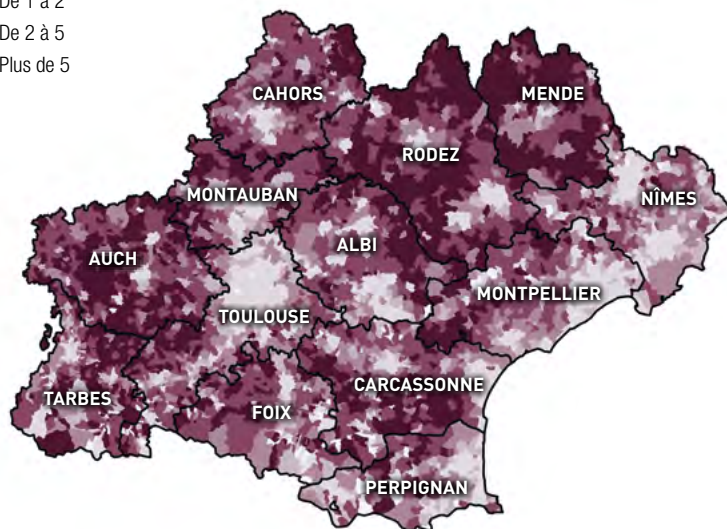 De 1 à 2
De 2 à 5
Plus de 5
CAHORS
MENDE
RODEZ
MONTAUBAN
NÎMES
AUCH
ALBI
MONTPELLIER
TOULOUSE
CARCASSONNE
TARBES
FOIX
PERPIGNAN